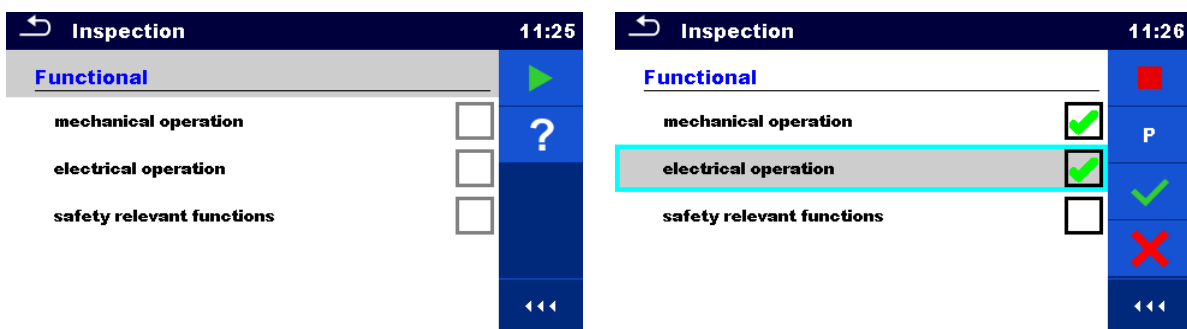 Inspection 11:25
Functional
mechanical operation
?
electrical operation
safety relevant functions
Inspection 11:26
Functional
mechanical operation
P
electrical operation
safety relevant functions